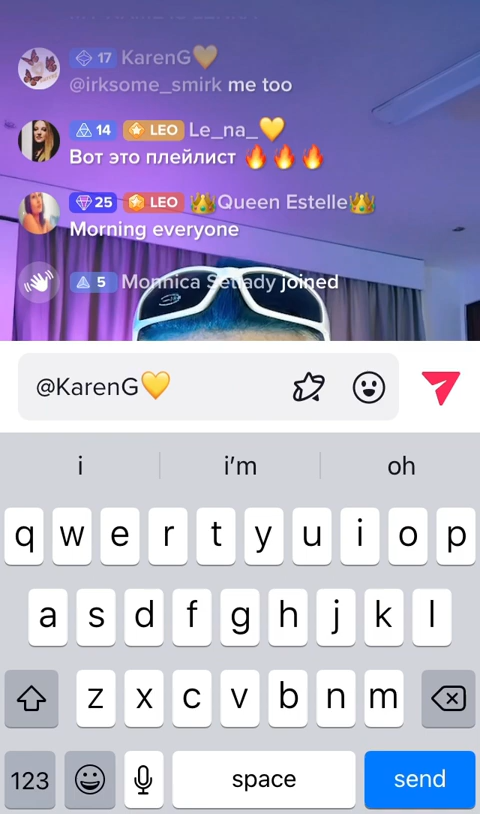 17 KarenG💛
@irksome_smirk me too
14 LEO Le_na_💛
Вот это плейлист 🔥🔥🔥
25 LEO 👑Queen Estelle👑
Morning everyone
5 Monnica Setlady joined
@KarenG💛
i i'm oh
q w e r t y u i o p
a s d f g h j k l
z x c v b n m
123 space send